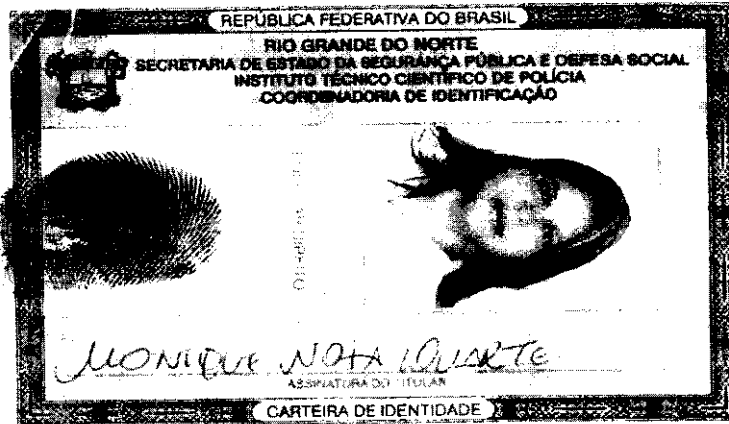 REPÚBLICA FEDERATIVA DO BRASIL
RIO GRANDE DO NORTE
SECRETARIA DE ESTADO DA SEGURANÇA PÚBLICA E DEFESA SOCIAL
INSTITUTO TÉCNICO CIENTÍFICO DE POLÍCIA
COORDENADORIA DE IDENTIFICAÇÃO
MONIQUE
ASSINATURA DO TITULAR
CARTEIRA DE IDENTIDADE